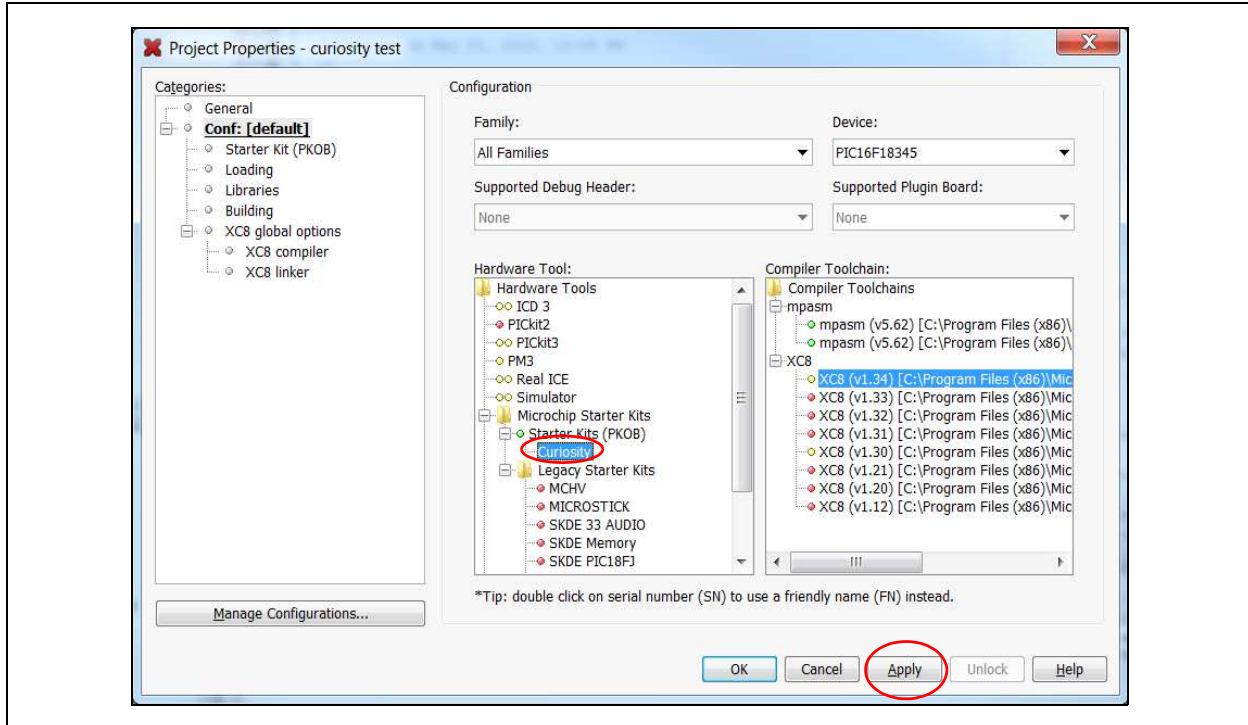 Project Properties - curiosity test
X
Categories:
General
Conf: [default]
Starter Kit (PKOB)
Loading
Libraries
Building
XC8 global options
XC8 compiler
XC8 linker
Manage Configurations...
Configuration
Family:
All Families
Device:
PIC16F18345
Supported Debug Header:
None
Supported Plugin Board:
None
Hardware Tool:
Hardware Tools
ICD 3
PICkit2
PICkit3
PM3
Real ICE
Simulator
Microchip Starter Kits
Starter Kits (PKOB)
Curiosity
Legacy Starter Kits
MCHV
MICROSTICK
SKDE 33 AUDIO
SKDE Memory
SKDE PIC18FJ
Compiler Toolchain:
Compiler Toolchains
mpasm
mpasm (v5.62) [C:\Program Files (x86)\
mpasm (v5.62) [C:\Program Files (x86)\
XC8
XC8 (v1.34) [C:\Program Files (x86)\Mic
XC8 (v1.33) [C:\Program Files (x86)\Mic
XC8 (v1.32) [C:\Program Files (x86)\Mic
XC8 (v1.31) [C:\Program Files (x86)\Mic
XC8 (v1.30) [C:\Program Files (x86)\Mic
XC8 (v1.21) [C:\Program Files (x86)\Mic
XC8 (v1.20) [C:\Program Files (x86)\Mic
XC8 (v1.12) [C:\Program Files (x86)\Mic
*Tip: double click on serial number (SN) to use a friendly name (FN) instead.
OK Cancel Apply Unlock Help